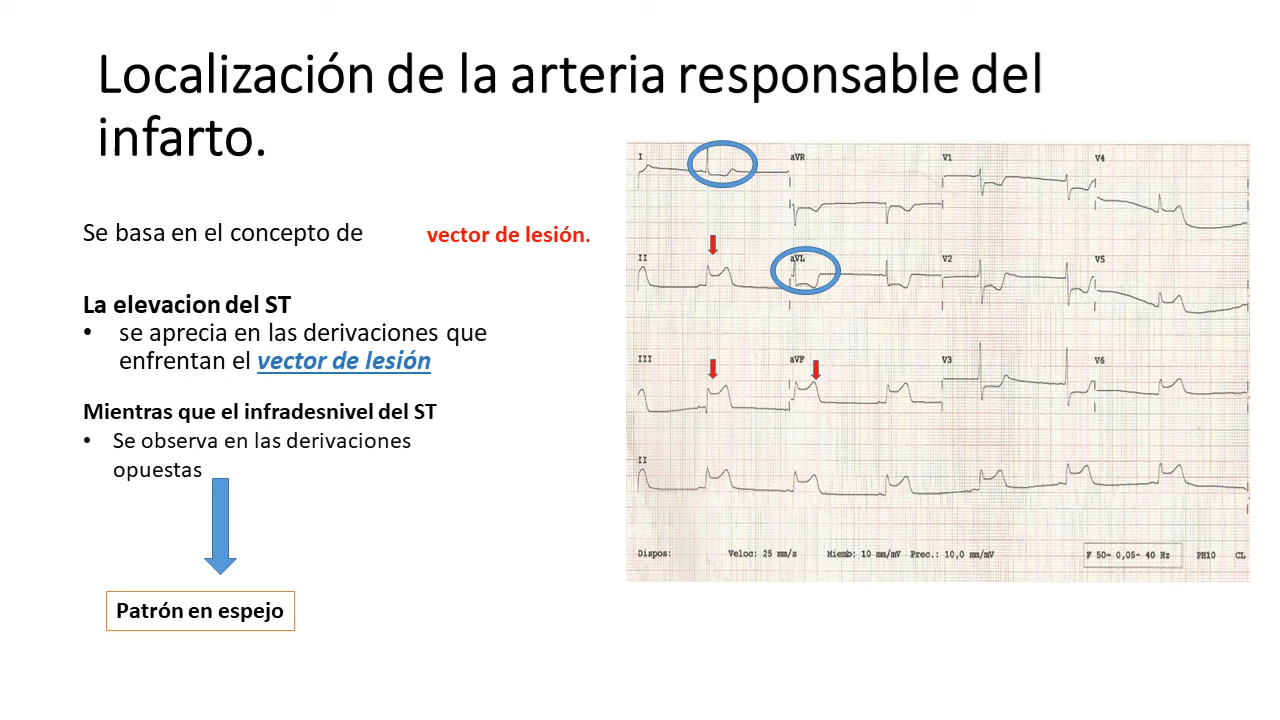 Localización de la arteria responsable del
infarto.
Se basa en el concepto de vector de lesión.
La elevacion del ST
• se aprecia en las derivaciones que
enfrentan el vector de lesión
Mientras que el infradesnivel del ST
• Se observa en las derivaciones
opuestas
Patrón en espejo
I aVR V1 V4
II aVL V2 V5
III aVF V3 V6
II
Dispos: Veloc: 25 mm/s Miemb: 10 mm/mV Prec.: 10,0 mm/mV F 50~ 0,05- 40 Hz PH10 CL